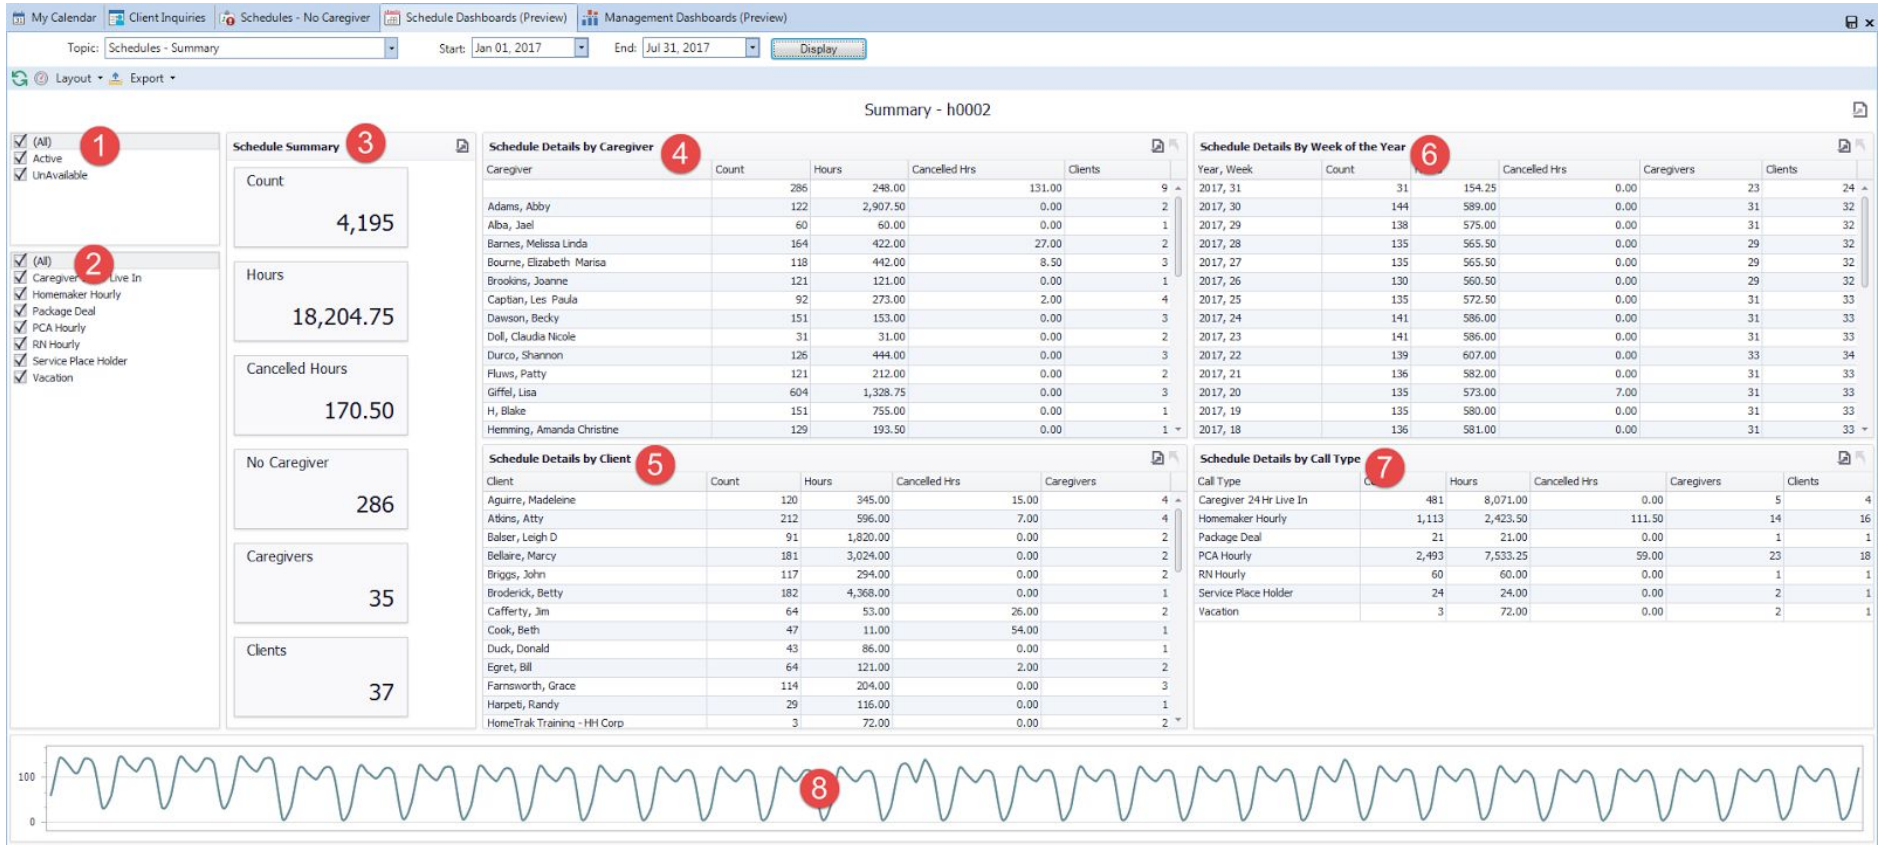 My Calendar Client Inquiries Schedules - No Caregiver Schedule Dashboards (Preview) Management Dashboards (Preview)
Topic: Schedules - Summary Start: Jan 01, 2017 End: Jul 31, 2017 Display
Layout Export
Summary - h0002
(All) 1
Active
UnAvailable
(All) 2
Caregiver Live In
Homemaker Hourly
Package Deal
PCA Hourly
RN Hourly
Service Place Holder
Vacation
Schedule Summary 3
Count
4,195
Hours
18,204.75
Cancelled Hours
170.50
No Caregiver
286
Caregivers
35
Clients
37
Schedule Details by Caregiver 4
Caregiver Count Hours Cancelled Hrs Clients
286 248.00 131.00 9
Adams, Abby 122 2,907.50 0.00 2
Alba, Jael 60 60.00 0.00 1
Barnes, Melissa Linda 164 422.00 27.00 2
Bourne, Elizabeth Marisa 118 442.00 8.50 3
Brookins, Joanne 121 121.00 0.00 1
Captian, Les Paula 92 273.00 2.00 4
Dawson, Becky 151 153.00 0.00 3
Doll, Claudia Nicole 31 31.00 0.00 2
Durco, Shannon 126 444.00 0.00 3
Fluws, Patty 121 212.00 0.00 2
Giffel, Lisa 604 1,328.75 0.00 3
H, Blake 151 755.00 0.00 1
Hemming, Amanda Christine 129 193.50 0.00 1
Schedule Details by Client 5
Client Count Hours Cancelled Hrs Caregivers
Aguirre, Madeleine 120 345.00 15.00 4
Atkins, Atty 212 596.00 7.00 4
Balser, Leigh D 91 1,820.00 0.00 2
Bellaire, Marcy 181 3,024.00 0.00 2
Briggs, John 117 294.00 0.00 2
Broderick, Betty 182 4,368.00 0.00 1
Cafferty, Jim 64 53.00 26.00 2
Cook, Beth 47 11.00 54.00 1
Duck, Donald 43 86.00 0.00 1
Egret, Bill 64 121.00 2.00 2
Farnsworth, Grace 114 204.00 0.00 3
Harpeti, Randy 29 116.00 0.00 1
HomeTrak Training - HH Corp 3 72.00 0.00 2
Schedule Details By Week of the Year 6
Year, Week Count Cancelled Hrs Caregivers Clients
2017, 31 31 154.25 0.00 23 24
2017, 30 144 589.00 0.00 31 32
2017, 29 138 575.00 0.00 31 32
2017, 28 135 565.50 0.00 29 32
2017, 27 135 565.50 0.00 29 32
2017, 26 130 560.50 0.00 29 32
2017, 25 135 572.50 0.00 31 33
2017, 24 141 586.00 0.00 31 33
2017, 23 141 586.00 0.00 31 33
2017, 22 139 607.00 0.00 33 34
2017, 21 136 582.00 0.00 31 33
2017, 20 135 573.00 7.00 31 33
2017, 19 135 580.00 0.00 31 33
2017, 18 136 581.00 0.00 31 33
Schedule Details by Call Type 7
Call Type Hours Cancelled Hrs Caregivers Clients
Caregiver 24 Hr Live In 481 8,071.00 0.00 5 4
Homemaker Hourly 1,113 2,423.50 111.50 14 16
Package Deal 21 21.00 0.00 1 1
PCA Hourly 2,493 7,533.25 59.00 23 18
RN Hourly 60 60.00 0.00 1 1
Service Place Holder 24 24.00 0.00 2 1
Vacation 3 72.00 0.00 2 1
100
0
8